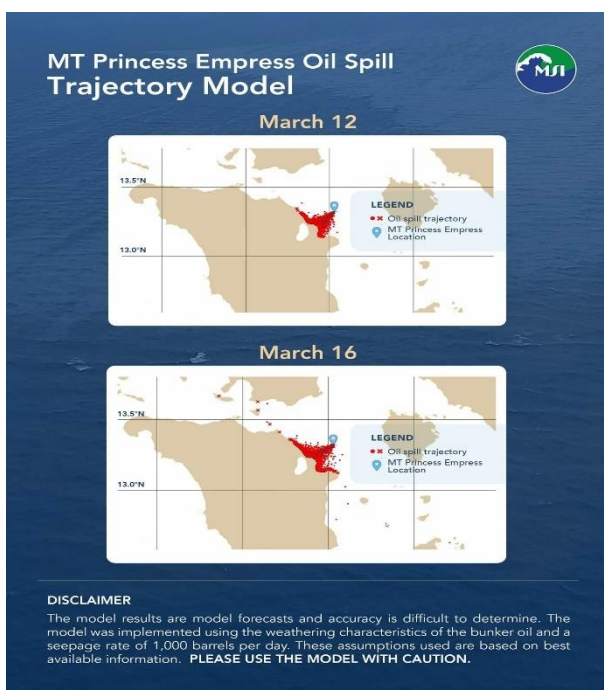 MT Princess Empress Oil Spill
Trajectory Model
MSI
March 12
13.5°N
13.0°N
LEGEND
Oil spill trajectory
MT Princess Empress
Location
March 16
13.5°N
13.0°N
LEGEND
Oil spill trajectory
MT Princess Empress
Location
DISCLAIMER
The model results are model forecasts and accuracy is difficult to determine. The
model was implemented using the weathering characteristics of the bunker oil and a
seepage rate of 1,000 barrels per day. These assumptions used are based on best
available information. PLEASE USE THE MODEL WITH CAUTION.